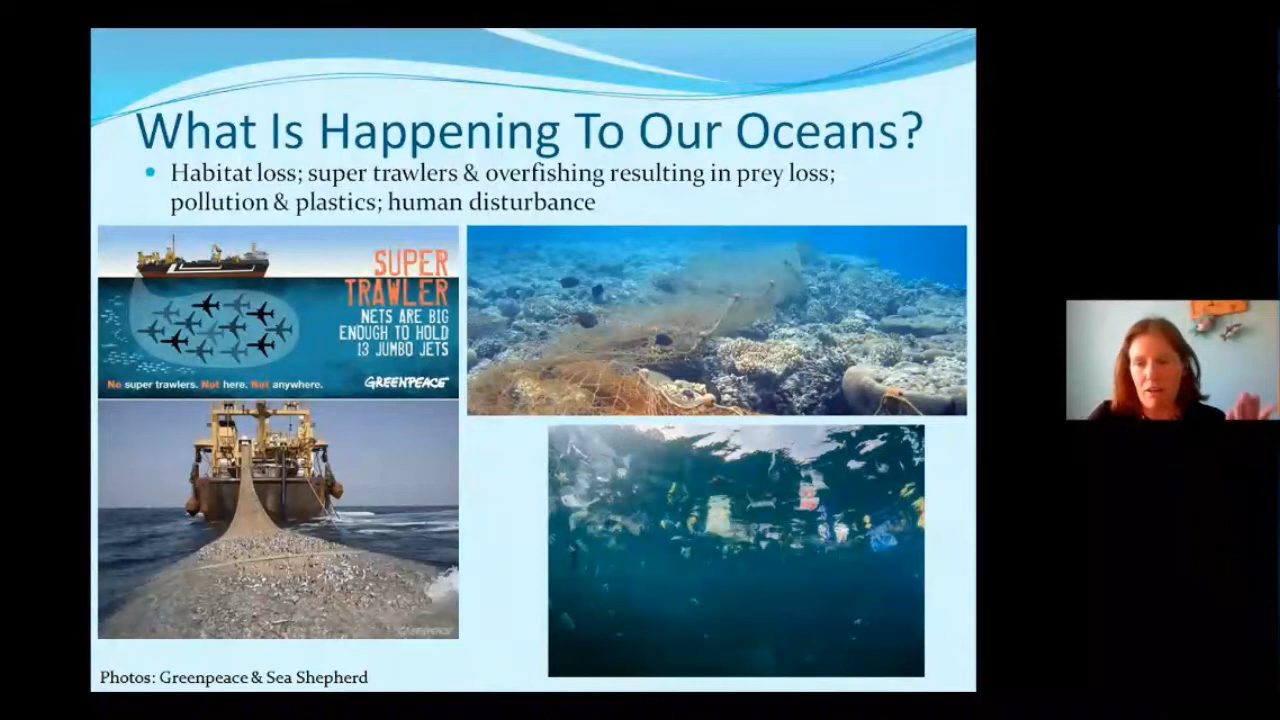 What Is Happening To Our Oceans?
• Habitat loss; super trawlers & overfishing resulting in prey loss;
pollution & plastics; human disturbance
SUPER
TRAWLER
NETS ARE BIG
ENOUGH TO HOLD
13 JUMBO JETS
No super trawlers. Not here. Not anywhere.
GREENPEACE
GREENPEACE
Photos: Greenpeace & Sea Shepherd